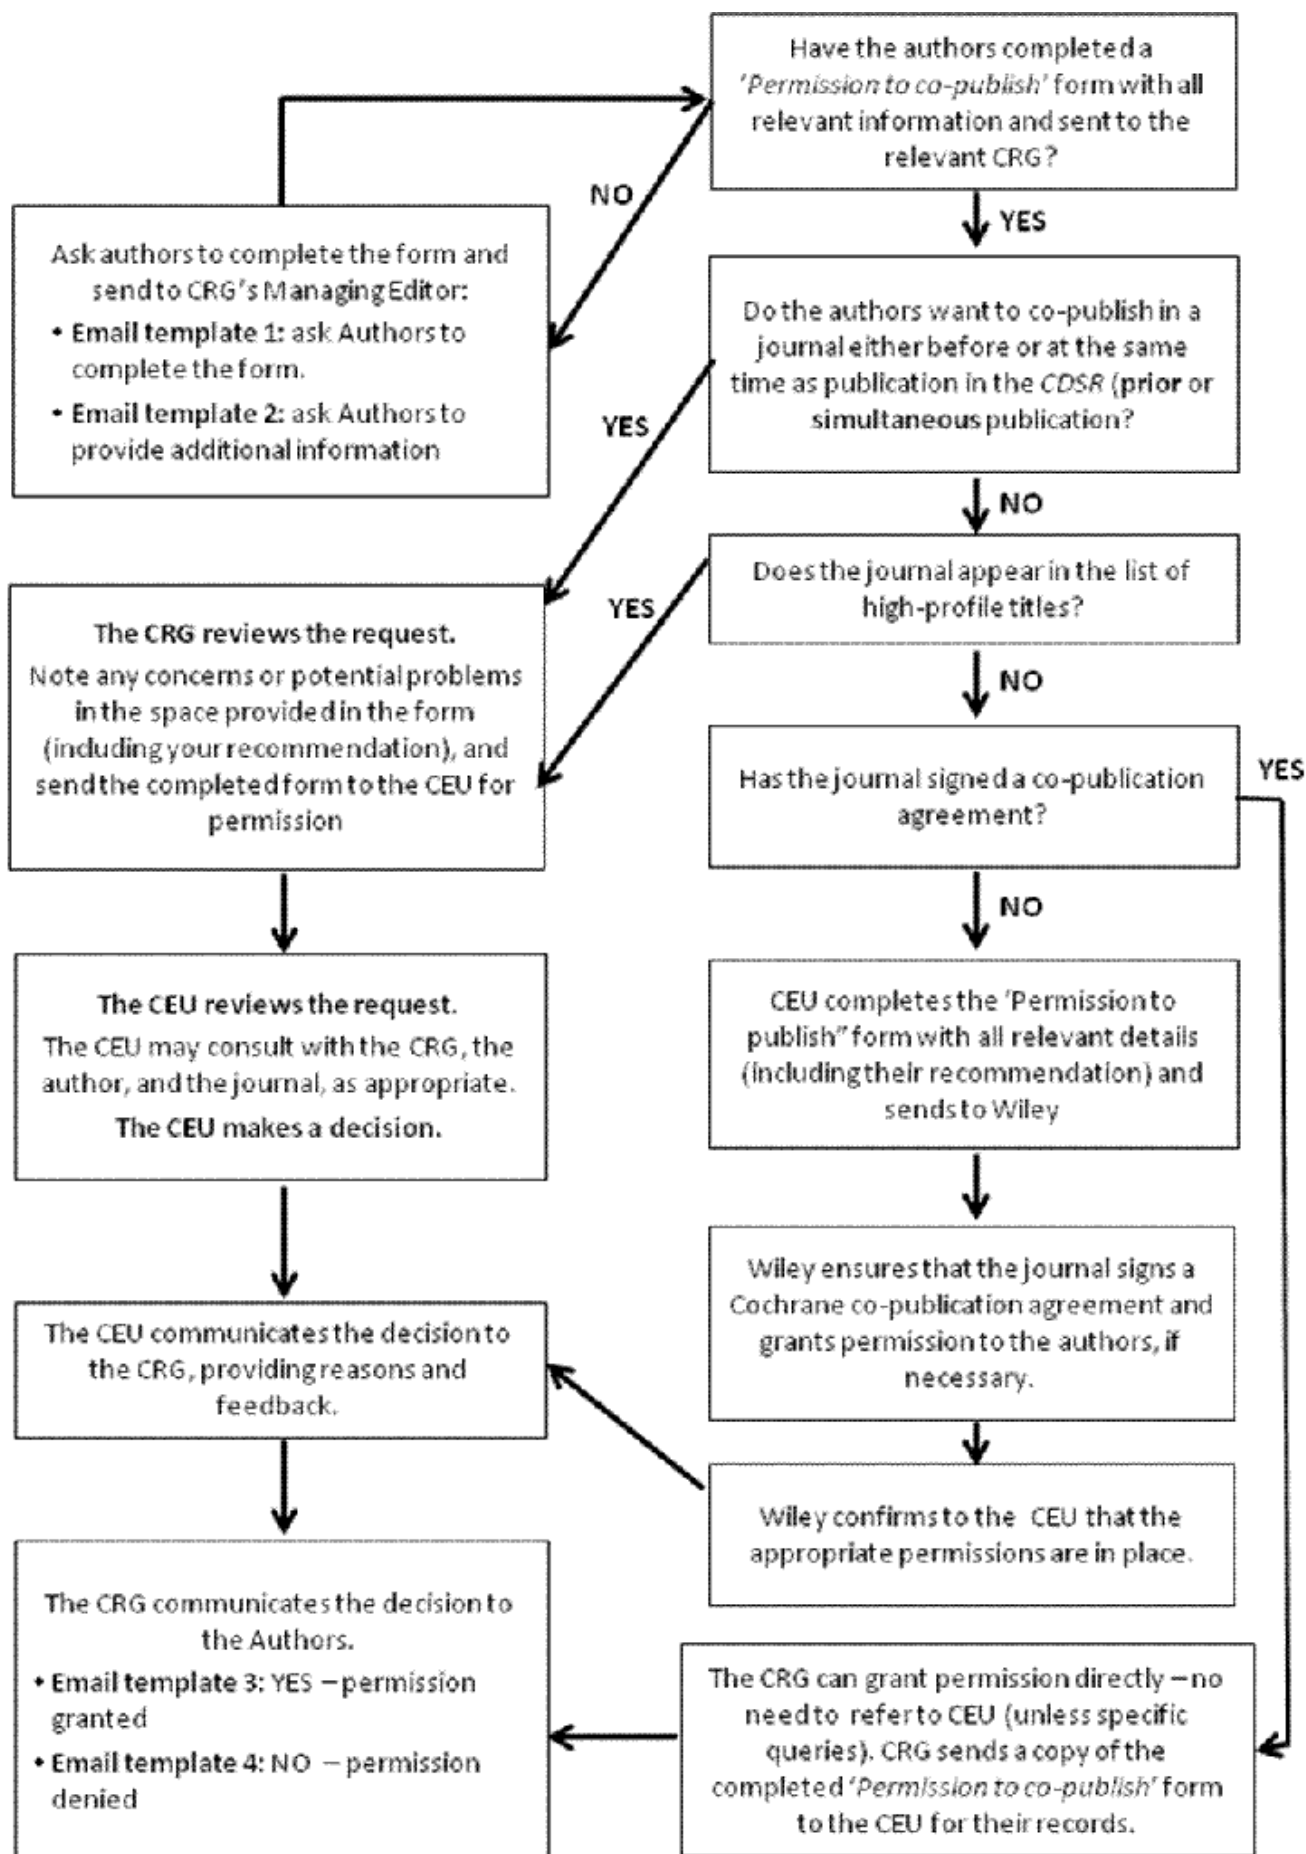 Have the authors completed a
'Permission to co-publish' form with all
relevant information and sent to the
relevant CRG?
NO
YES
Ask authors to complete the form and
send to CRG's Managing Editor:
• Email template 1: ask Authors to
complete the form.
• Email template 2: ask Authors to
provide additional information
Do the authors want to co-publish in a
journal either before or at the same
time as publication in the CDSR (prior or
simultaneous publication?
YES
NO
Does the journal appear in the list of
high-profile titles?
YES
NO
The CRG reviews the request.
Note any concerns or potential problems
in the space provided in the form
(including your recommendation), and
send the completed form to the CEU for
permission
Has the journal signed a co-publication
agreement?
YES
NO
The CEU reviews the request.
The CEU may consult with the CRG, the
author, and the journal, as appropriate.
The CEU makes a decision.
CEU completes the 'Permission to
publish" form with all relevant details
(including their recommendation) and
sends to Wiley
Wiley ensures that the journal signs a
Cochrane co-publication agreement and
grants permission to the authors, if
necessary.
The CEU communicates the decision to
the CRG, providing reasons and
feedback.
Wiley confirms to the CEU that the
appropriate permissions are in place.
The CRG communicates the decision to
the Authors.
• Email template 3: YES – permission
granted
• Email template 4: NO – permission
denied
The CRG can grant permission directly – no
need to refer to CEU (unless specific
queries). CRG sends a copy of the
completed 'Permission to co-publish' form
to the CEU for their records.